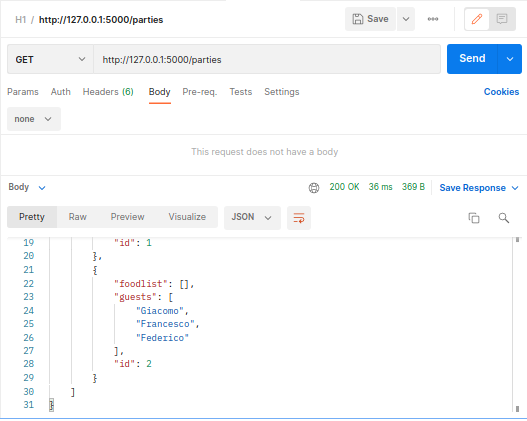 H1 / http://127.0.0.1:5000/parties
Save
GET http://127.0.0.1:5000/parties Send
Params Auth Headers (6) Body Pre-req. Tests Settings Cookies
none
This request does not have a body
Body 200 OK 36 ms 369 B Save Response
Pretty Raw Preview Visualize JSON
19 "id": 1
20 },
21 {
22 "foodlist": [],
23 "guests": [
24 "Giacomo",
25 "Francesco",
26 "Federico"
27 ],
28 "id": 2
29 }
30 ]
31 }